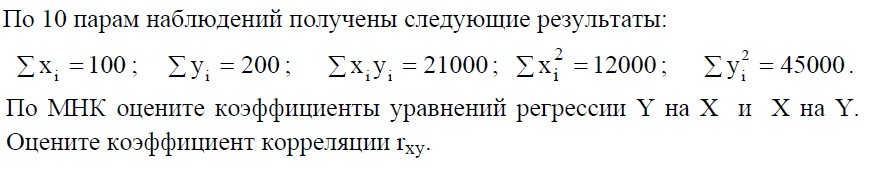 По 10 парам наблюдений получены следующие результаты:
∑xᵢ = 100; ∑yᵢ = 200; ∑xᵢyᵢ = 21000; ∑xᵢ² = 12000; ∑yᵢ² = 45000.
По МНК оцените коэффициенты уравнений регрессии Y на X и X на Y.
Оцените коэффициент корреляции rₓᵧ.